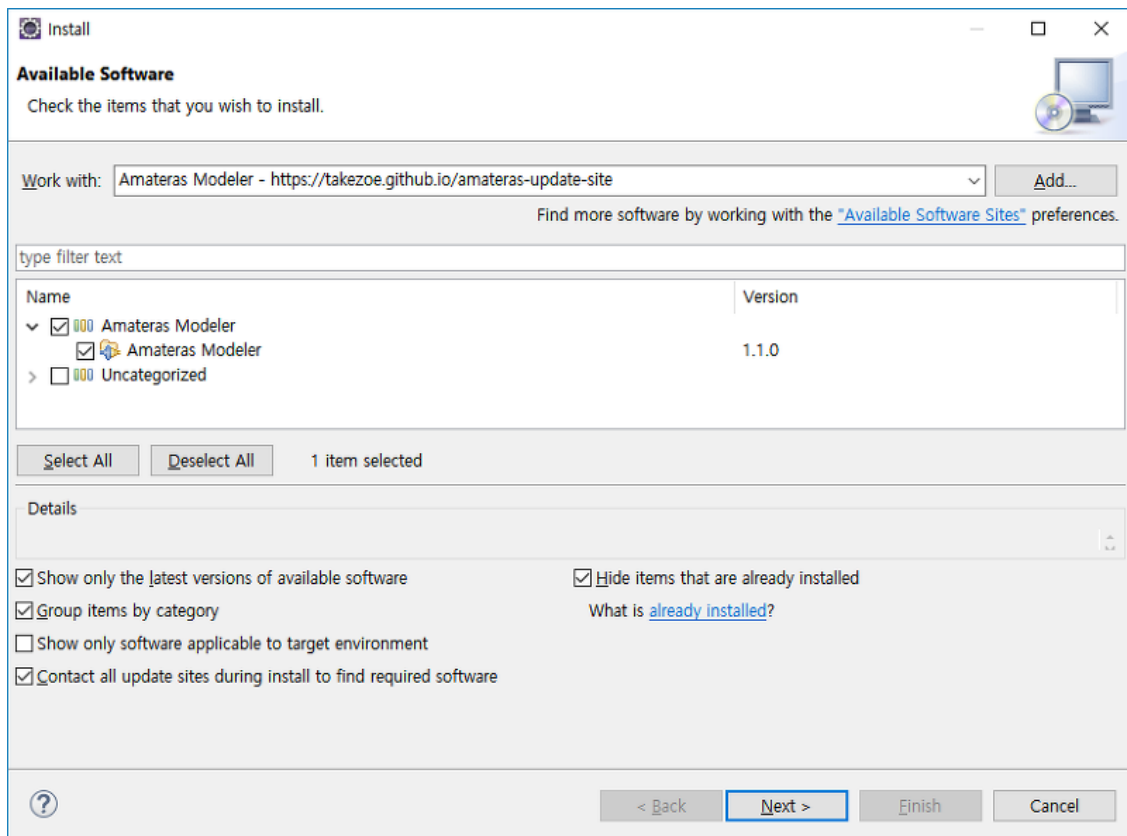 Install
Available Software
Check the items that you wish to install.
Work with: Amateras Modeler - https://takezoe.github.io/amateras-update-site Add...
Find more software by working with the "Available Software Sites" preferences.
type filter text
Name Version
Amateras Modeler
Amateras Modeler 1.1.0
Uncategorized
Select All Deselect All 1 item selected
Details
Show only the latest versions of available software Hide items that are already installed
Group items by category What is already installed?
Show only software applicable to target environment
Contact all update sites during install to find required software
? < Back Next > Finish Cancel